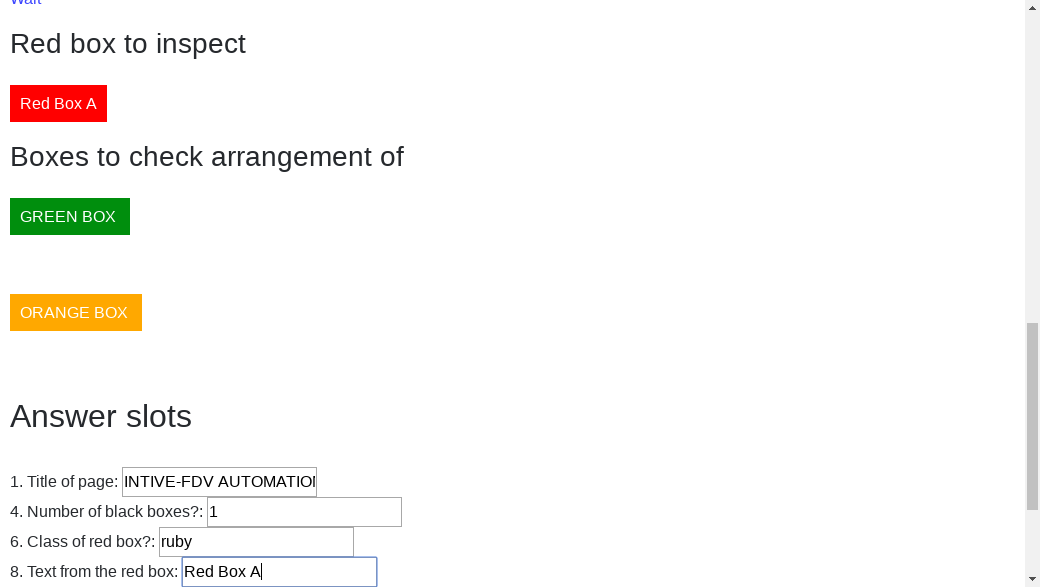 Wait
Red box to inspect
Red Box A
Boxes to check arrangement of
GREEN BOX
ORANGE BOX
Answer slots
1. Title of page: INTIVE-FDV AUTOMATION
4. Number of black boxes?: 1
6. Class of red box?: ruby
8. Text from the red box: Red Box A